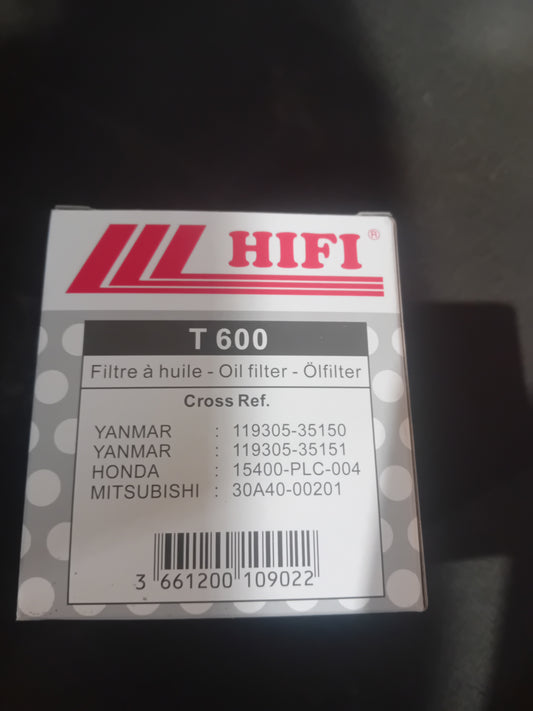 HIFI ®
T 600
Filtre à huile - Oil filter - Ölfilter
Cross Ref.
YANMAR : 119305-35150
YANMAR : 119305-35151
HONDA : 15400-PLC-004
MITSUBISHI : 30A40-00201
3 661200 109022